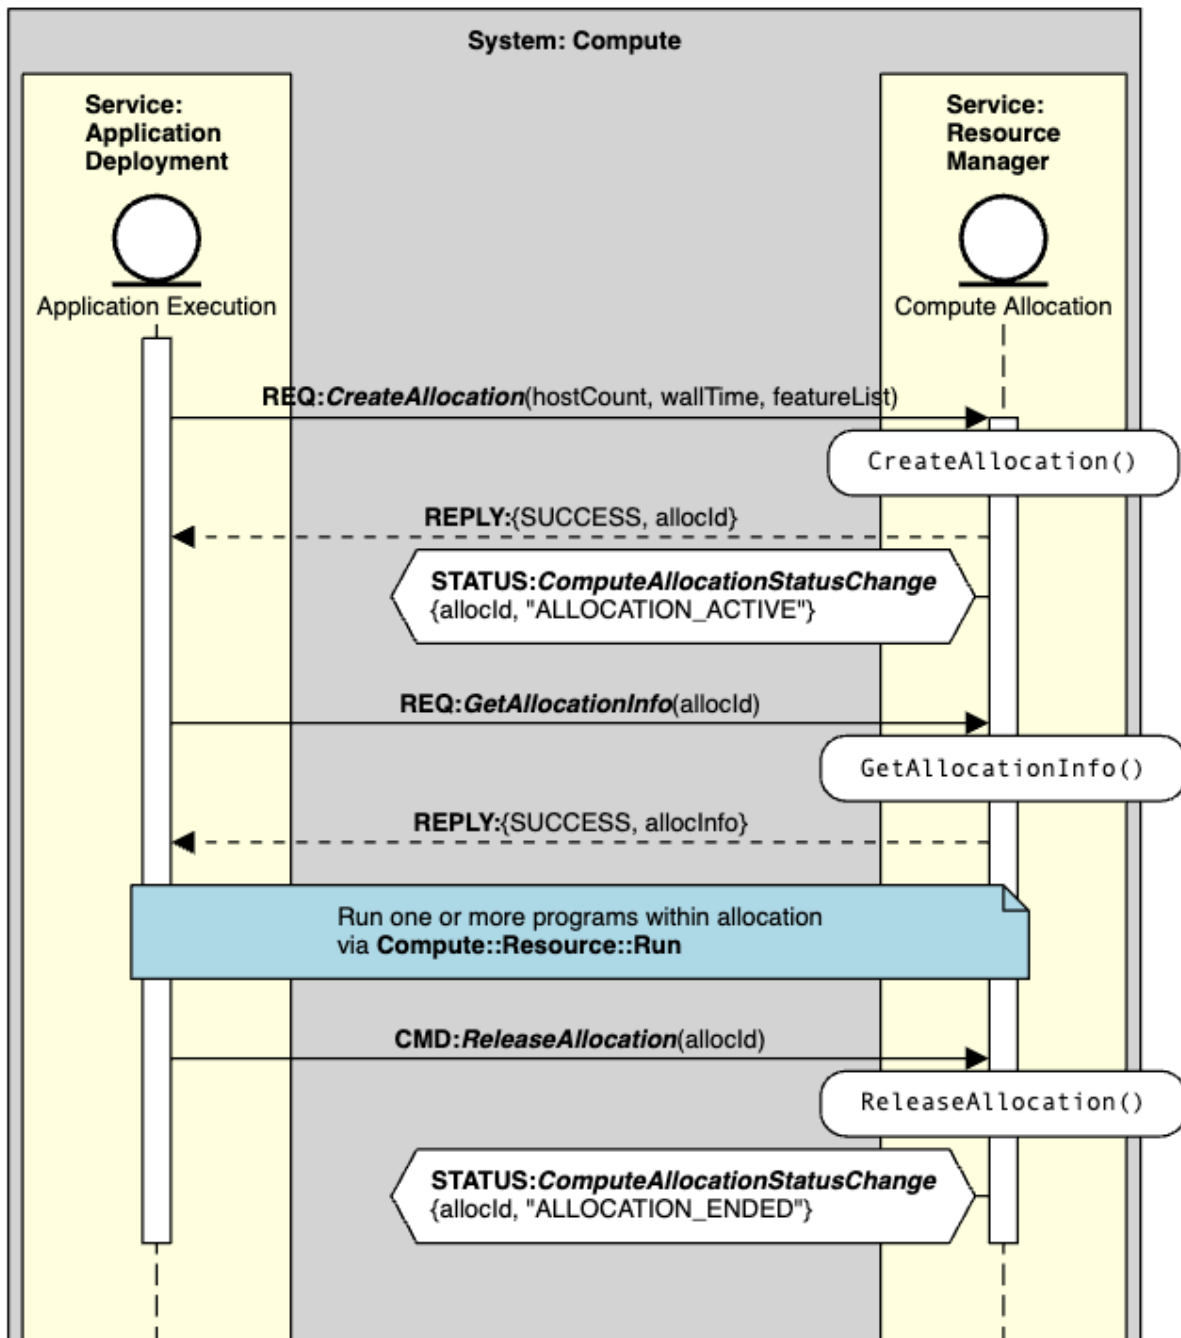 System: Compute
Service:
Application
Deployment
Service:
Resource
Manager
Application Execution
Compute Allocation
REQ:CreateAllocation(hostCount, wallTime, featureList)
CreateAllocation()
REPLY:{SUCCESS, allocId}
STATUS:ComputeAllocationStatusChange
{allocId, "ALLOCATION_ACTIVE"}
REQ:GetAllocationInfo(allocId)
GetAllocationInfo()
REPLY:{SUCCESS, allocInfo}
Run one or more programs within allocation
via Compute::Resource::Run
CMD:ReleaseAllocation(allocId)
ReleaseAllocation()
STATUS:ComputeAllocationStatusChange
{allocId, "ALLOCATION_ENDED"}